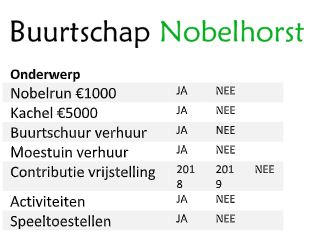 Buurtschap Nobelhorst
Onderwerp
Nobelrun €1000 JA NEE
Kachel €5000 JA NEE
Buurtschuur verhuur JA NEE
Moestuin verhuur JA NEE
Contributie vrijstelling 2018 2019 NEE
Activiteiten JA NEE
Speeltoestellen JA NEE